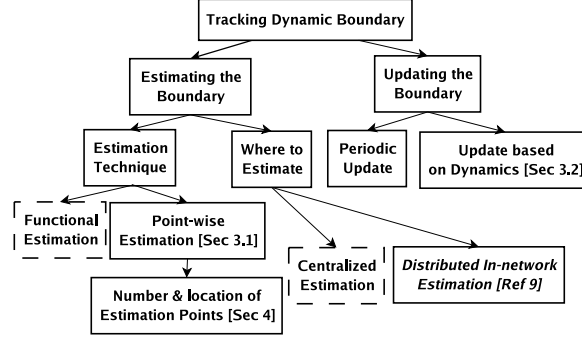 Tracking Dynamic Boundary
Estimating the
Boundary
Updating the
Boundary
Estimation
Technique
Where to
Estimate
Periodic
Update
Update based
on Dynamics [Sec 3.2]
Functional
Estimation
Point-wise
Estimation [Sec 3.1]
Centralized
Estimation
Distributed In-network
Estimation [Ref 9]
Number & location of
Estimation Points [Sec 4]